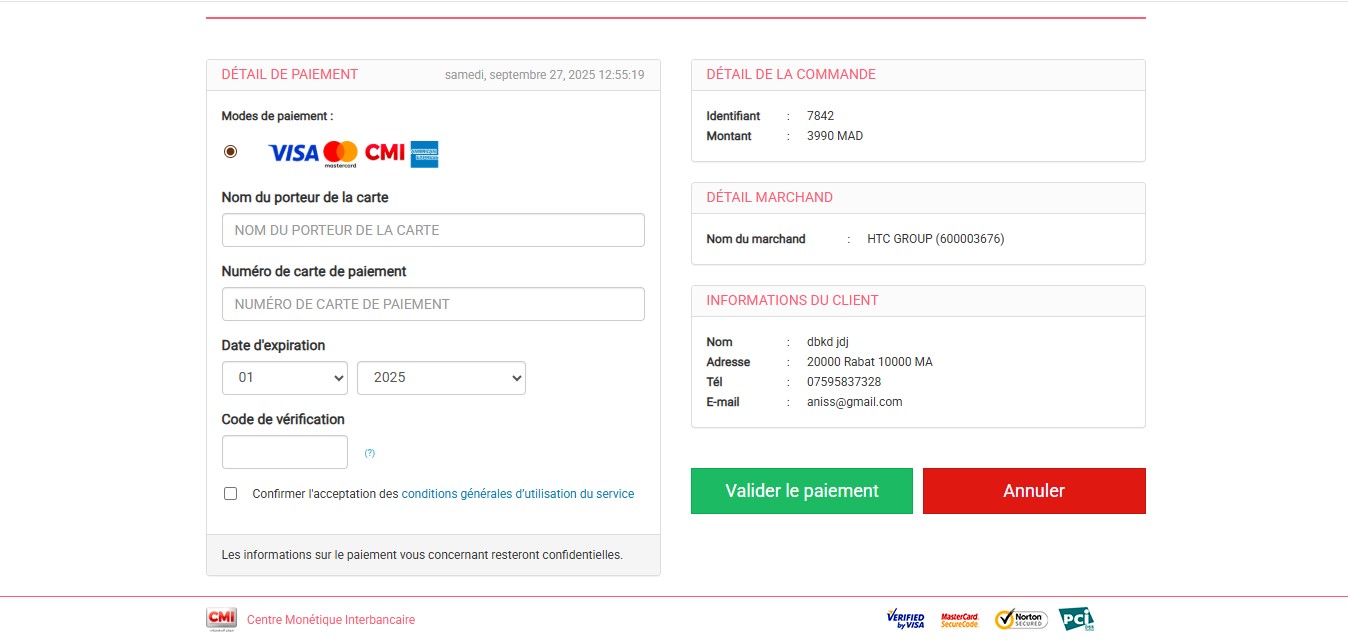 DÉTAIL DE PAIEMENT samedi, septembre 27, 2025 12:55:19
Modes de paiement :
VISA mastercard CMI AMERICAN EXPRESS
Nom du porteur de la carte
NOM DU PORTEUR DE LA CARTE
Numéro de carte de paiement
NUMÉRO DE CARTE DE PAIEMENT
Date d'expiration
01 2025
Code de vérification
(?)
Confirmer l'acceptation des conditions générales d'utilisation du service
Les informations sur le paiement vous concernant resteront confidentielles.
DÉTAIL DE LA COMMANDE
Identifiant : 7842
Montant : 3990 MAD
DÉTAIL MARCHAND
Nom du marchand : HTC GROUP (600003676)
INFORMATIONS DU CLIENT
Nom : dbkd jdj
Adresse : 20000 Rabat 10000 MA
Tél : 07595837328
E-mail : aniss@gmail.com
Valider le paiement
Annuler
CMI Centre Monétique Interbancaire
VERIFIED
by VISA
MasterCard.
SecureCode
Norton
SECURED
PCI
DSS